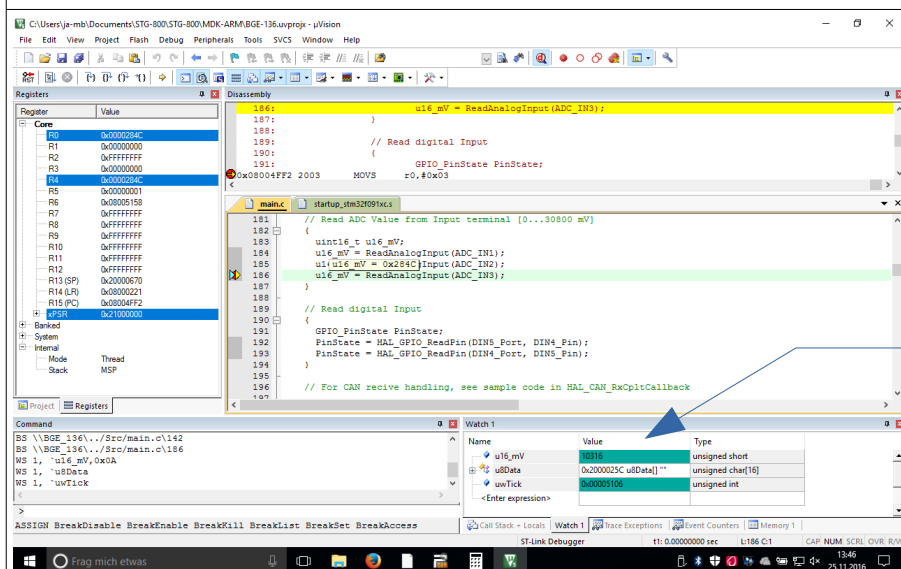 C:\Users\ja-mb\Documents\STG-800\STG-800\MDK-ARM\BGE-136.uvprojx - µVision
File Edit View Project Flash Debug Peripherals Tools SVCS Window Help
Registers
Register Value
Core
R0 0x0000284C
R1 0x00000000
R2 0xFFFFFFFF
R3 0x00000000
R4 0x0000284C
R5 0x00000001
R6 0x08005158
R7 0xFFFFFFFF
R8 0xFFFFFFFF
R9 0xFFFFFFFF
R10 0xFFFFFFFF
R11 0xFFFFFFFF
R12 0xFFFFFFFF
R13 (SP) 0x20000670
R14 (LR) 0x08000221
R15 (PC) 0x08004FF2
xPSR 0x21000000
Banked
System
Internal
Mode Thread
Stack MSP
Project Registers
Disassembly
186: u16_mV = ReadAnalogInput(ADC_IN3);
187: }
188:
189: // Read digital Input
190: {
191: GPIO_PinState PinState;
0x08004FF2 2003 MOVS r0,#0x03
main.c startup_stm32f091xc.s
181 // Read ADC Value from Input terminal [0...30800 mV]
182 {
183 uint16_t u16_mV;
184 u16_mV = ReadAnalogInput(ADC_IN1);
185 u1(u16_mV = 0x284C)Input(ADC_IN2);
186 u16_mV = ReadAnalogInput(ADC_IN3);
187 }
188
189 // Read digital Input
190 {
191 GPIO_PinState PinState;
192 PinState = HAL_GPIO_ReadPin(DIN5_Port, DIN4_Pin);
193 PinState = HAL_GPIO_ReadPin(DIN4_Port, DIN5_Pin);
194 }
195
196 // For CAN recive handling, see sample code in HAL_CAN_RxCpltCallback
197
Command
BS \\BGE_136\../Src/main.c\142
BS \\BGE_136\../Src/main.c\186
WS 1, `u16_mV,0x0A
WS 1, `u8Data
WS 1, `uwTick
>
ASSIGN BreakDisable BreakEnable BreakKill BreakList BreakSet BreakAccess
Watch 1
Name Value Type
u16_mV 10316 unsigned short
u8Data 0x2000025C u8Data[] "" unsigned char[16]
uwTick 0x00005106 unsigned int
<Enter expression>
Call Stack + Locals Watch 1 Trace Exceptions Event Counters Memory 1
ST-Link Debugger t1: 0.00000000 sec L:186 C:1 CAP NUM SCRL OVR R/W
Frag mich etwas
13:46
25.11.2016